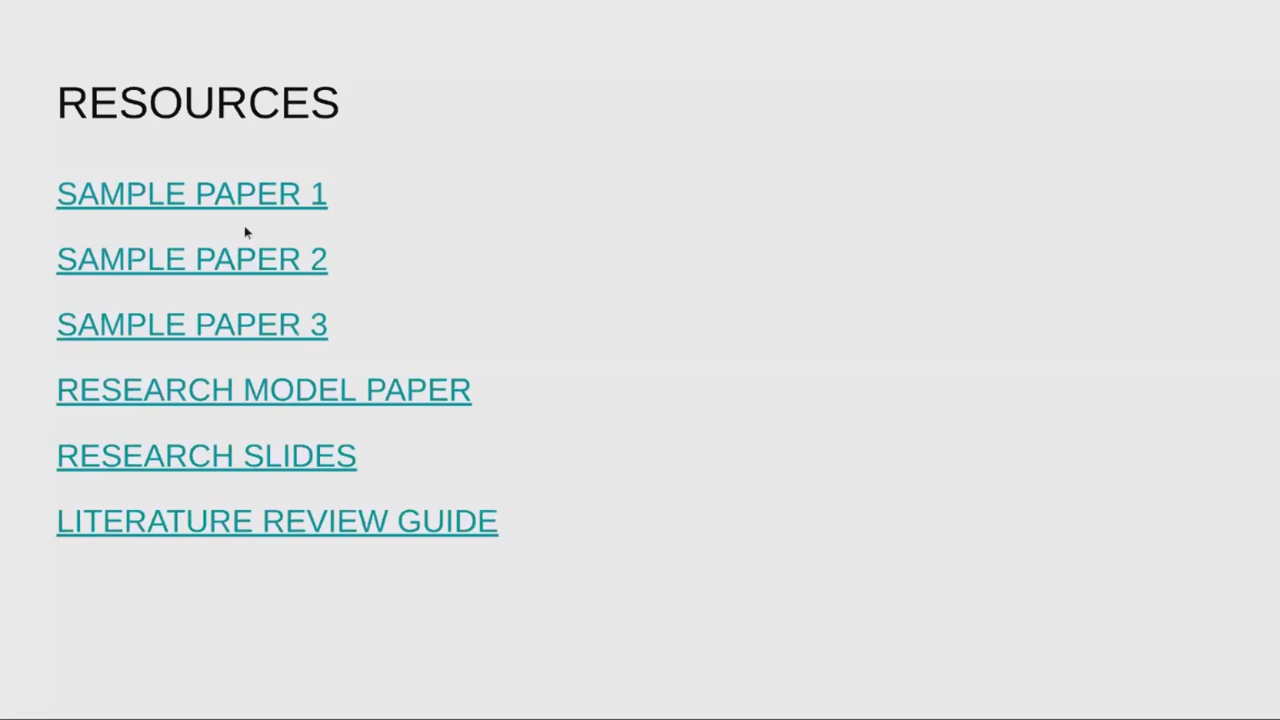 RESOURCES
SAMPLE PAPER 1
SAMPLE PAPER 2
SAMPLE PAPER 3
RESEARCH MODEL PAPER
RESEARCH SLIDES
LITERATURE REVIEW GUIDE